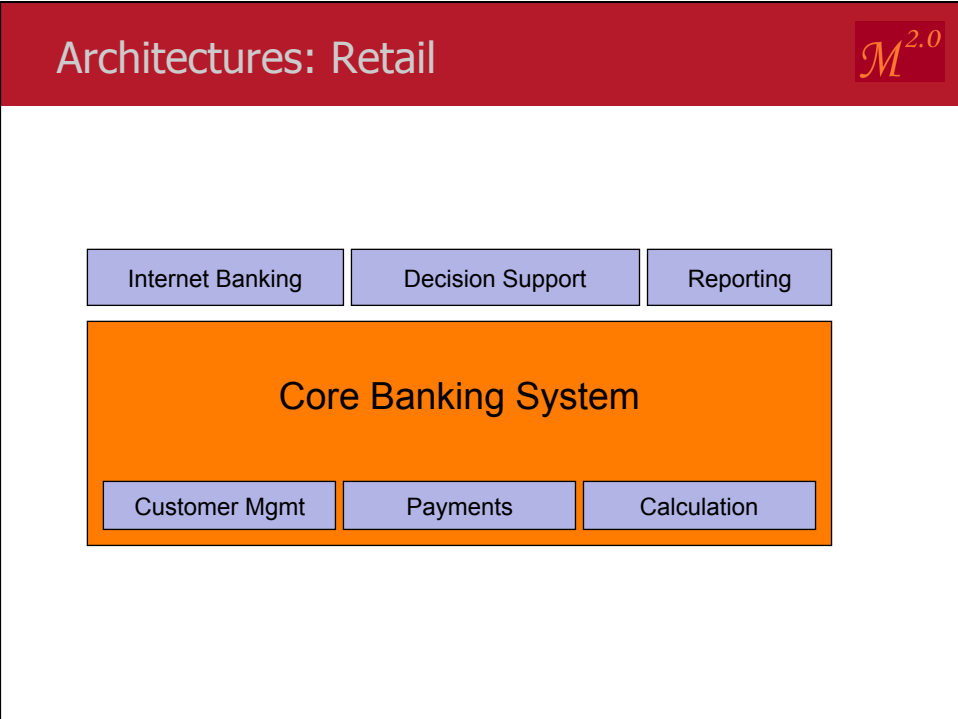 Architectures: Retail
M2.0
Internet Banking
Decision Support
Reporting
Core Banking System
Customer Mgmt
Payments
Calculation